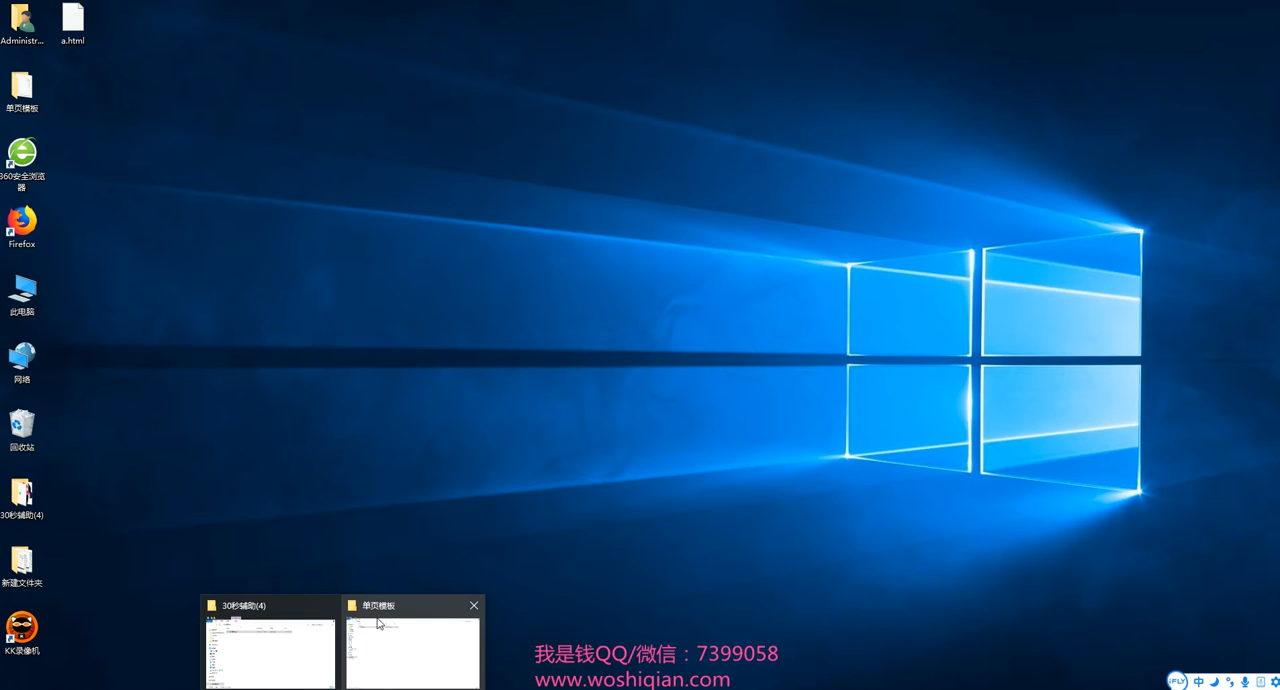 Administr...
a.html
单页模板
360安全浏览
器
Firefox
此电脑
网络
回收站
30秒辅助(4)
新建文件夹
KK录像机
30秒辅助(4)
单页模板
我是钱QQ/微信：7399058
www.woshiqian.com
iFLY 中